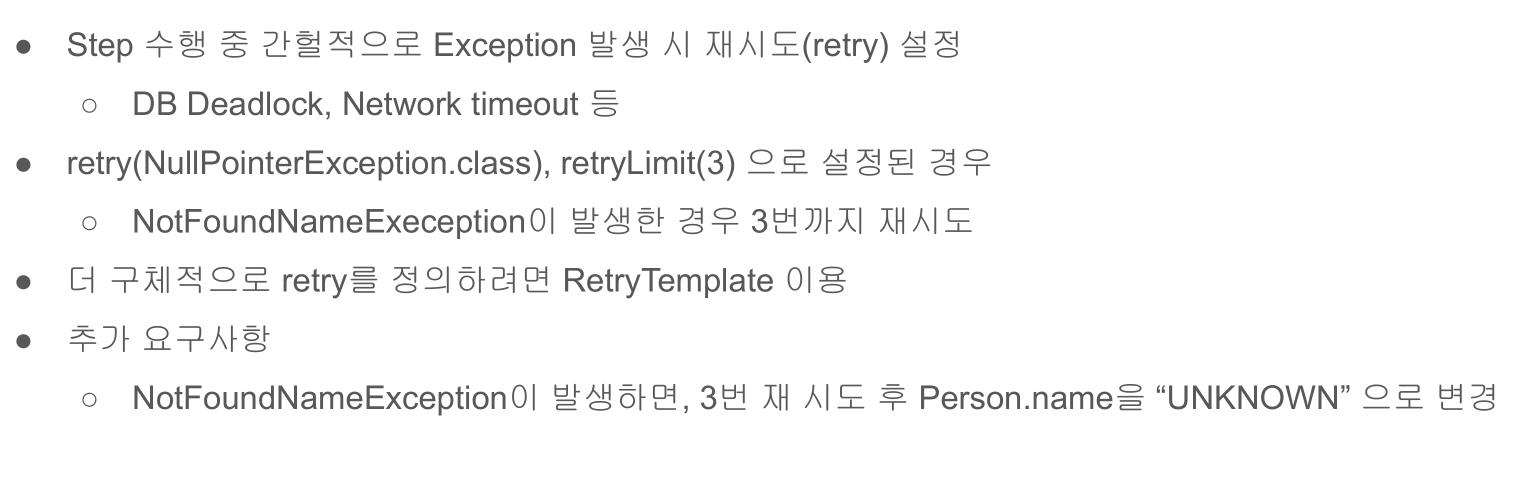 ● Step 수행 중 간헐적으로 Exception 발생 시 재시도(retry) 설정
○ DB Deadlock, Network timeout 등
● retry(NullPointerException.class), retryLimit(3) 으로 설정된 경우
○ NotFoundNameExeception이 발생한 경우 3번까지 재시도
● 더 구체적으로 retry를 정의하려면 RetryTemplate 이용
● 추가 요구사항
○ NotFoundNameException이 발생하면, 3번 재 시도 후 Person.name을 “UNKNOWN” 으로 변경